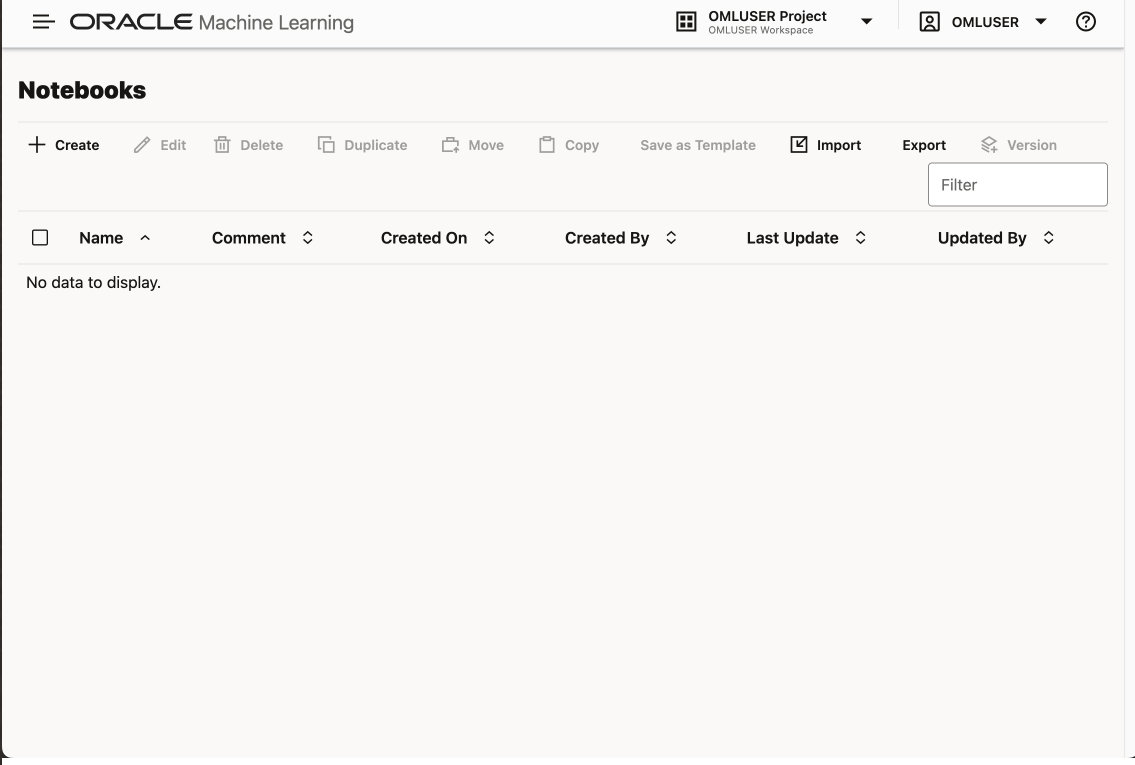 ORACLE Machine Learning
OMLUSER Project
OMLUSER Workspace
OMLUSER
Notebooks
Create Edit Delete Duplicate Move Copy Save as Template Import Export Version
Filter
Name Comment Created On Created By Last Update Updated By
No data to display.